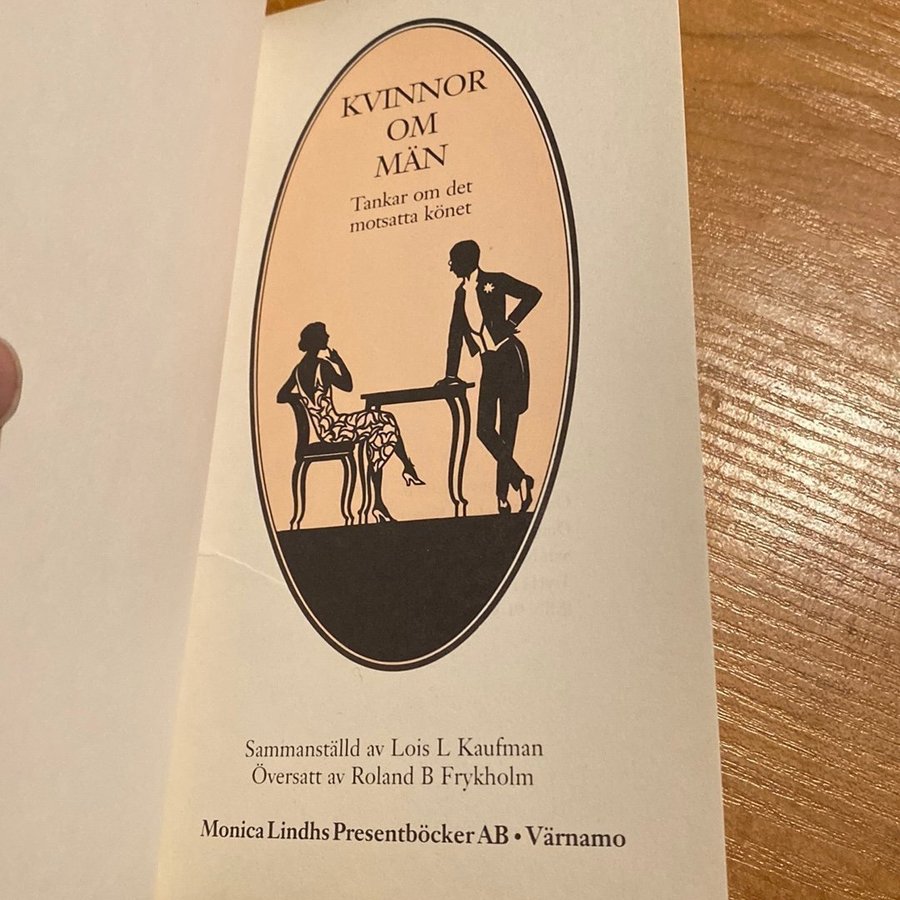 KVINNOR
OM
MÄN
Tankar om det
motsatta könet
Sammanställd av Lois L Kaufman
Översatt av Roland B Frykholm
Monica Lindhs Presentböcker AB • Värnamo